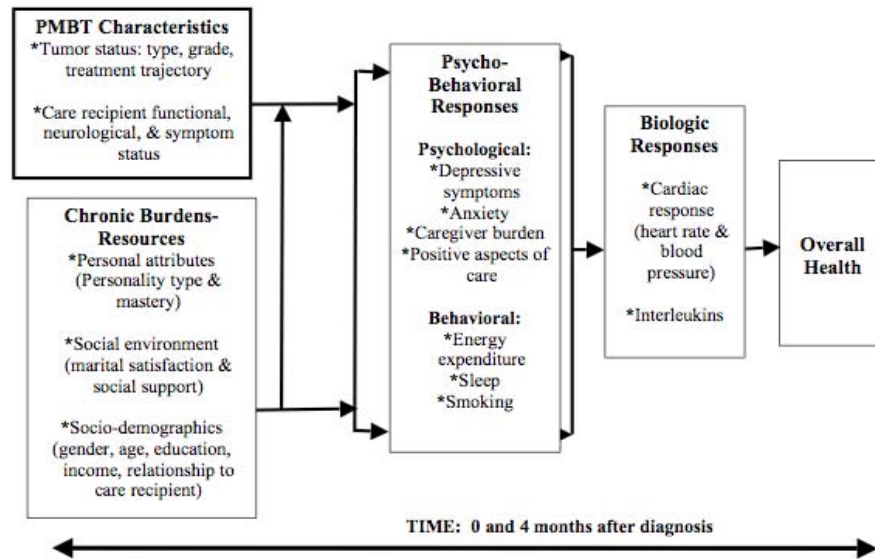 PMBT Characteristics
*Tumor status: type, grade,
treatment trajectory
*Care recipient functional,
neurological, & symptom
status
Chronic Burdens-
Resources
*Personal attributes
(Personality type &
mastery)
*Social environment
(marital satisfaction &
social support)
*Socio-demographics
(gender, age, education,
income, relationship to
care recipient)
Psycho-
Behavioral
Responses
Psychological:
*Depressive
symptoms
*Anxiety
*Caregiver burden
*Positive aspects of
care
Behavioral:
*Energy
expenditure
*Sleep
*Smoking
Biologic
Responses
*Cardiac
response
(heart rate &
blood
pressure)
*Interleukins
Overall
Health
TIME: 0 and 4 months after diagnosis